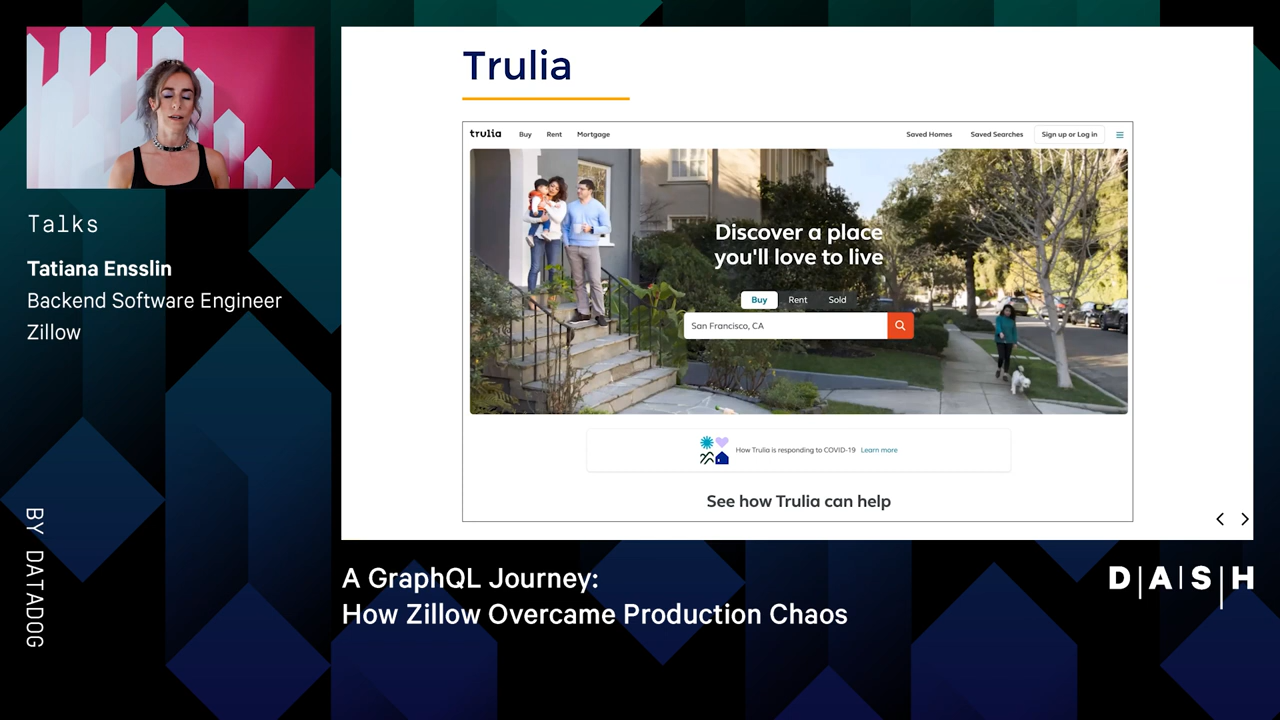 Talks
Tatiana Ensslin
Backend Software Engineer
Zillow
BY DATADOG
Trulia
trulia Buy Rent Mortgage Saved Homes Saved Searches Sign up or Log in
Discover a place
you'll love to live
Buy Rent Sold
San Francisco, CA
How Trulia is responding to COVID-19 Learn more
See how Trulia can help
A GraphQL Journey:
How Zillow Overcame Production Chaos
D|A|S|H